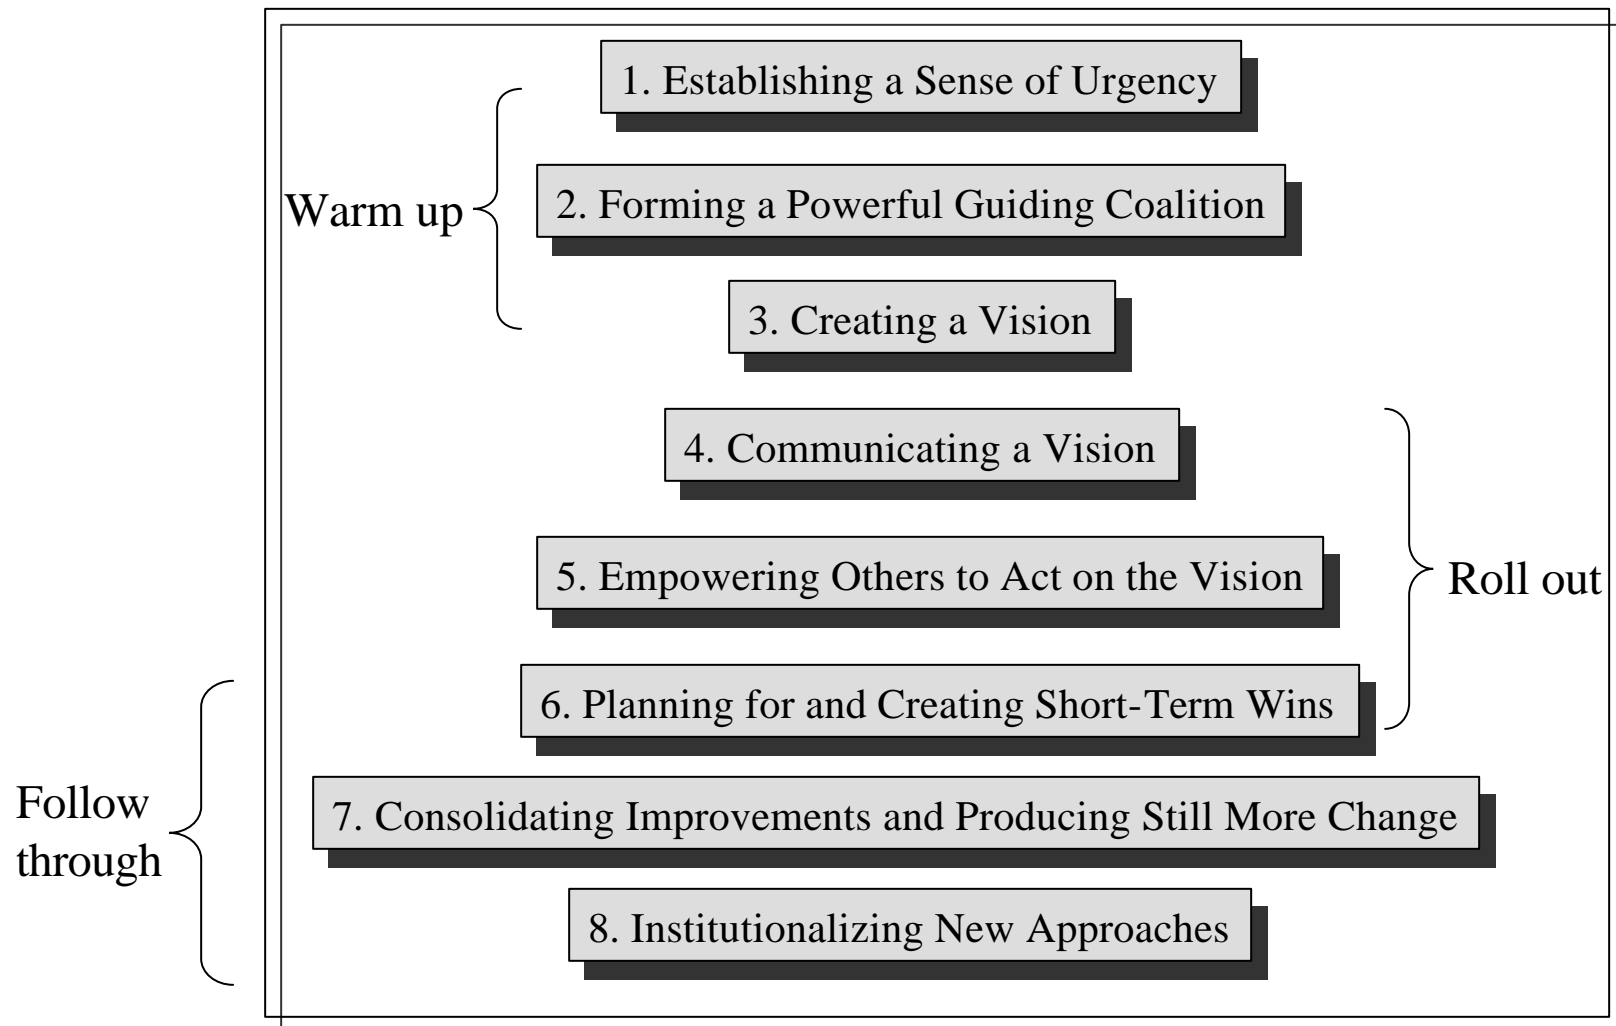 1. Establishing a Sense of Urgency
Warm up
2. Forming a Powerful Guiding Coalition
3. Creating a Vision
4. Communicating a Vision
5. Empowering Others to Act on the Vision
Roll out
6. Planning for and Creating Short-Term Wins
Follow
through
7. Consolidating Improvements and Producing Still More Change
8. Institutionalizing New Approaches